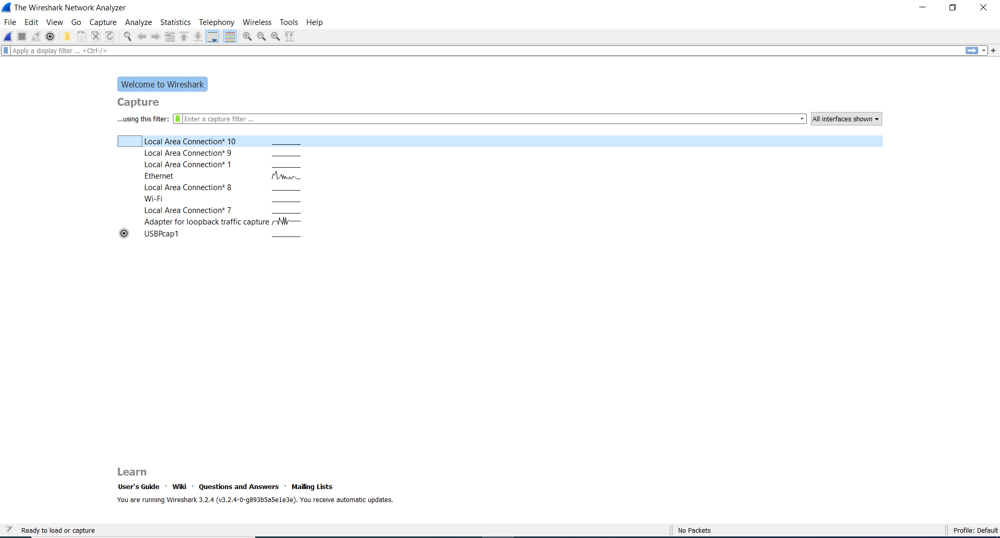 The Wireshark Network Analyzer
File Edit View Go Capture Analyze Statistics Telephony Wireless Tools Help
Apply a display filter ... <Ctrl-/>
+
Welcome to Wireshark
Capture
...using this filter: Enter a capture filter ... All interfaces shown
Local Area Connection* 10
Local Area Connection* 9
Local Area Connection* 1
Ethernet
Local Area Connection* 8
Wi-Fi
Local Area Connection* 7
Adapter for loopback traffic capture
USBPcap1
Learn
User's Guide · Wiki · Questions and Answers · Mailing Lists
You are running Wireshark 3.2.4 (v3.2.4-0-g893b5a5e1e3e). You receive automatic updates.
Ready to load or capture No Packets Profile: Default